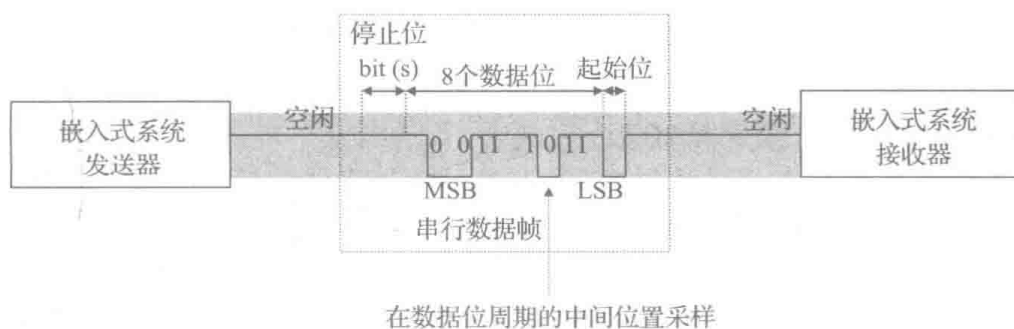 停止位
bit (s)
8个数据位
起始位
嵌入式系统
发送器
空闲
0 0 11 1 0 11
空闲
嵌入式系统
接收器
MSB
LSB
串行数据帧
在数据位周期的中间位置采样